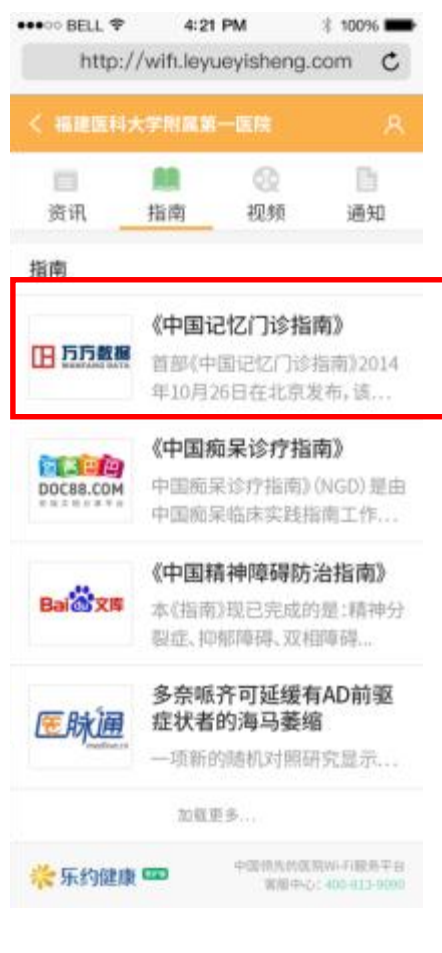 BELL 4:21 PM 100%
http://wifi.leyueyisheng.com
福建医科大学附属第一医院
资讯 指南 视频 通知
指南
《中国记忆门诊指南》
万方数据
WANFANG DATA
首部《中国记忆门诊指南》2014
年10月26日在北京发布，该...
《中国痴呆诊疗指南》
道客巴巴
DOC88.COM
中国痴呆诊疗指南》(NGD)是由
中国痴呆临床实践指南工作...
《中国精神障碍防治指南》
Bai文库
本《指南》现已完成的是：精神分
裂症、抑郁障碍、双相障碍...
多奈哌齐可延缓有AD前驱
症状者的海马萎缩
医脉通
medlive.cn
一项新的随机对照研究显示...
加载更多...
乐约健康
中国领先的医院Wi-Fi服务平台
客服中心：400-813-9090